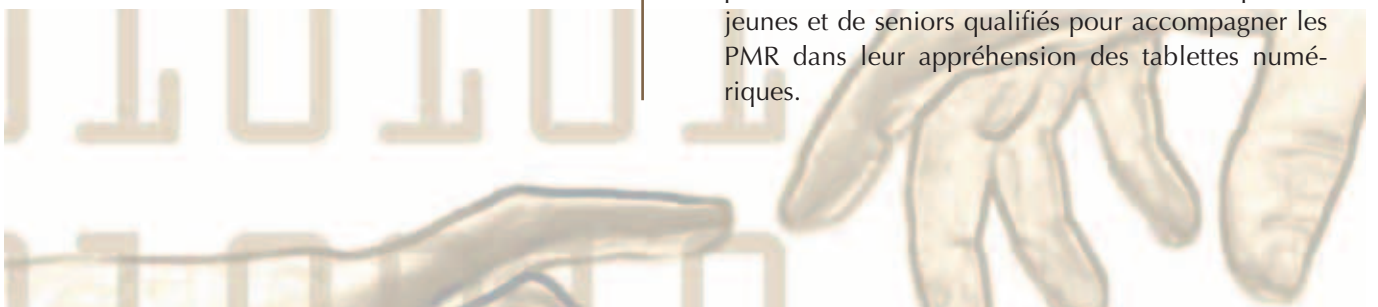 jeunes et de seniors qualifiés pour accompagner les
PMR dans leur appréhension des tablettes numé-
riques.